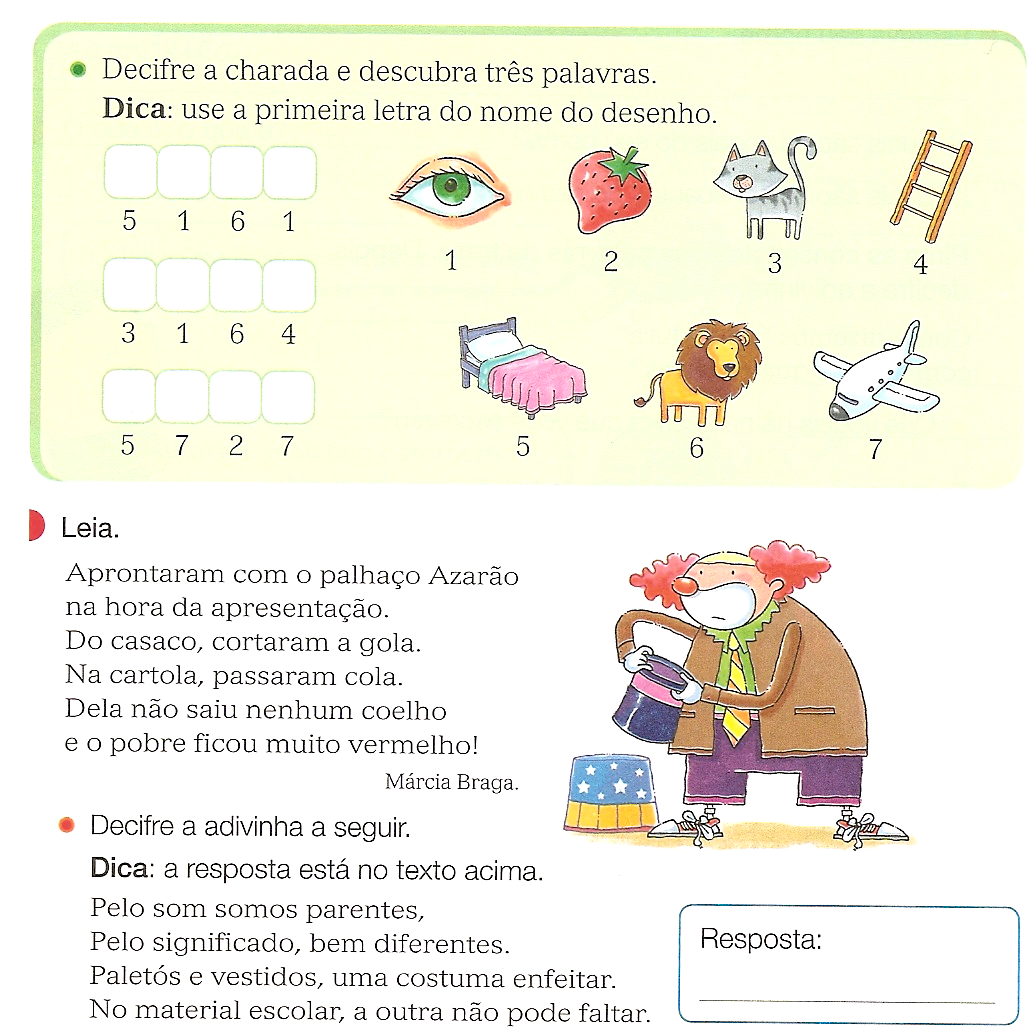 Decifre a charada e descubra três palavras.
Dica: use a primeira letra do nome do desenho.
5 1 6 1
3 1 6 4
5 7 2 7
1 2 3 4
5 6 7
Leia.
Aprontaram com o palhaço Azarão
na hora da apresentação.
Do casaco, cortaram a gola.
Na cartola, passaram cola.
Dela não saiu nenhum coelho
e o pobre ficou muito vermelho!
Márcia Braga.
Decifre a adivinha a seguir.
Dica: a resposta está no texto acima.
Pelo som somos parentes,
Pelo significado, bem diferentes.
Paletós e vestidos, uma costuma enfeitar.
No material escolar, a outra não pode faltar.
Resposta: